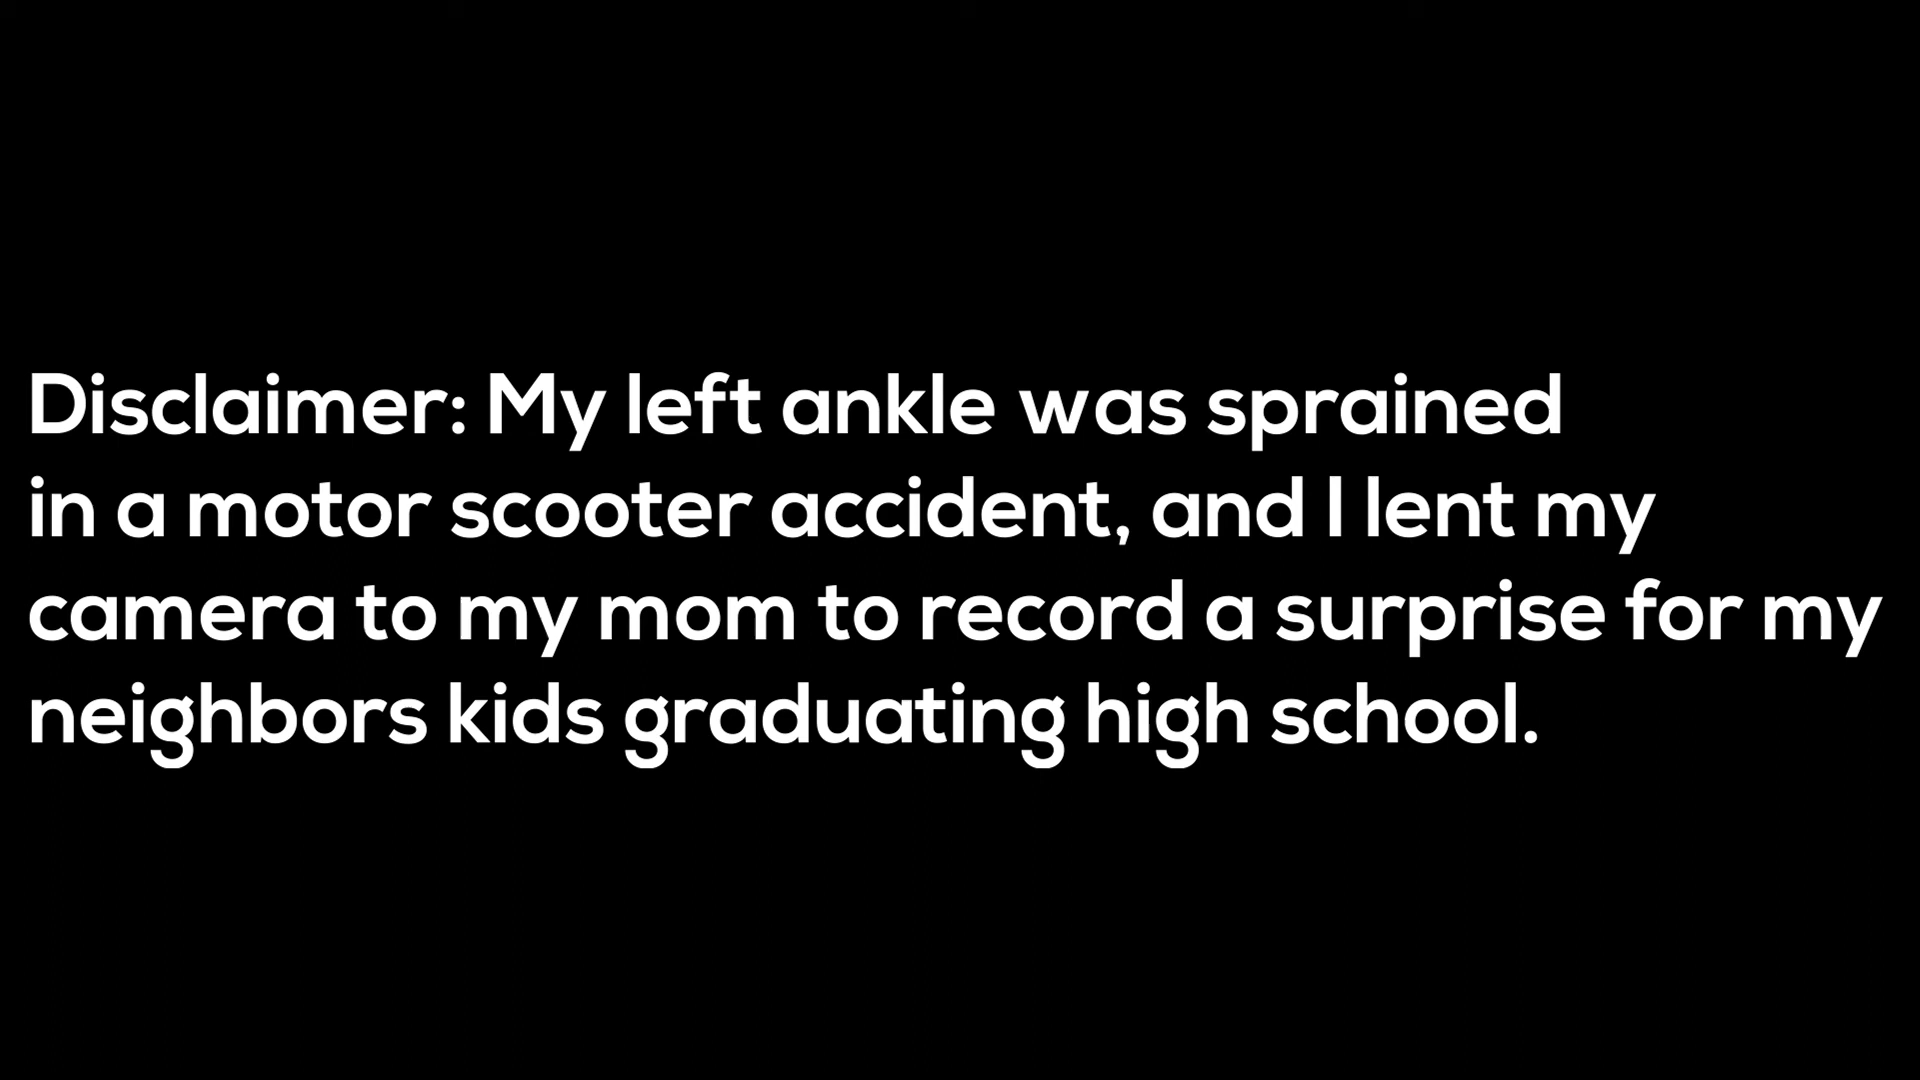 Disclaimer: My left ankle was sprained
in a motor scooter accident, and I lent my
camera to my mom to record a surprise for my
neighbors kids graduating high school.